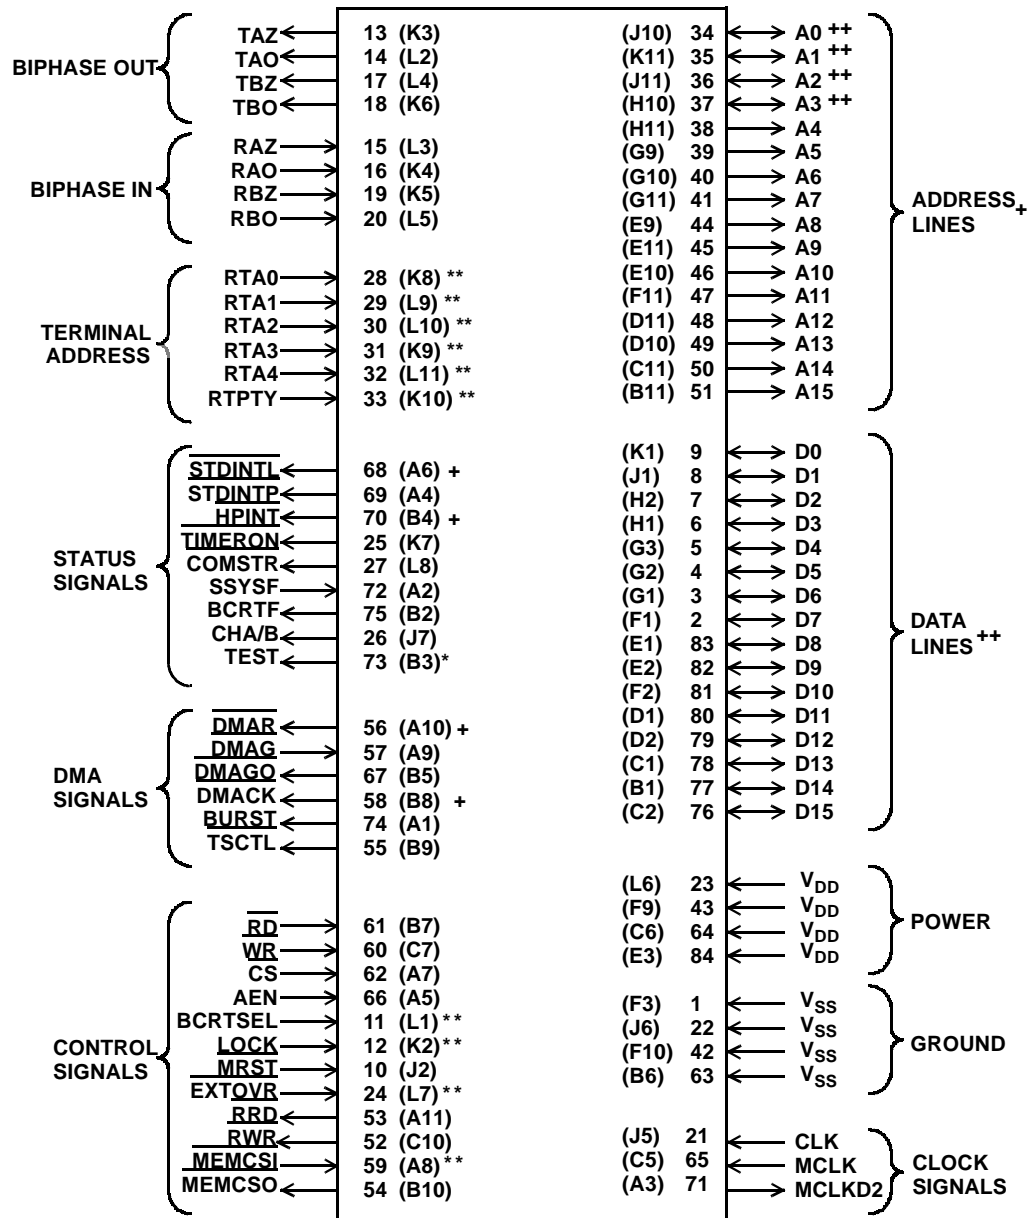 BIPHASE OUT
TAZ 13 (K3)
TAO 14 (L2)
TBZ 17 (L4)
TBO 18 (K6)
BIPHASE IN
RAZ 15 (L3)
RAO 16 (K4)
RBZ 19 (K5)
RBO 20 (L5)
TERMINAL
ADDRESS
RTA0 28 (K8) **
RTA1 29 (L9) **
RTA2 30 (L10) **
RTA3 31 (K9) **
RTA4 32 (L11) **
RTPTY 33 (K10) **
STATUS
SIGNALS
STDINTL 68 (A6) +
STDINTP 69 (A4)
HPINT 70 (B4) +
TIMERON 25 (K7)
COMSTR 27 (L8)
SSYSF 72 (A2)
BCRTF 75 (B2)
CHA/B 26 (J7)
TEST 73 (B3)*
DMA
SIGNALS
DMAR 56 (A10) +
DMAG 57 (A9)
DMAGO 67 (B5)
DMACK 58 (B8) +
BURST 74 (A1)
TSCTL 55 (B9)
CONTROL
SIGNALS
RD 61 (B7)
WR 60 (C7)
CS 62 (A7)
AEN 66 (A5)
BCRTSEL 11 (L1) **
LOCK 12 (K2) **
MRST 10 (J2)
EXTOVR 24 (L7) **
RRD 53 (A11)
RWR 52 (C10)
MEMCSI 59 (A8) **
MEMCSO 54 (B10)
(J10) 34 A0 ++
(K11) 35 A1 ++
(J11) 36 A2 ++
(H10) 37 A3 ++
(H11) 38 A4
(G9) 39 A5
(G10) 40 A6
(G11) 41 A7
(E9) 44 A8
(E11) 45 A9
(E10) 46 A10
(F11) 47 A11
(D11) 48 A12
(D10) 49 A13
(C11) 50 A14
(B11) 51 A15
ADDRESS +
LINES
(K1) 9 D0
(J1) 8 D1
(H2) 7 D2
(H1) 6 D3
(G3) 5 D4
(G2) 4 D5
(G1) 3 D6
(F1) 2 D7
(E1) 83 D8
(E2) 82 D9
(F2) 81 D10
(D1) 80 D11
(D2) 79 D12
(C1) 78 D13
(B1) 77 D14
(C2) 76 D15
DATA
LINES ++
(L6) 23 VDD
(F9) 43 VDD
(C6) 64 VDD
(E3) 84 VDD
POWER
(F3) 1 VSS
(J6) 22 VSS
(F10) 42 VSS
(B6) 63 VSS
GROUND
(J5) 21 CLK
(C5) 65 MCLK
(A3) 71 MCLKD2
CLOCK
SIGNALS